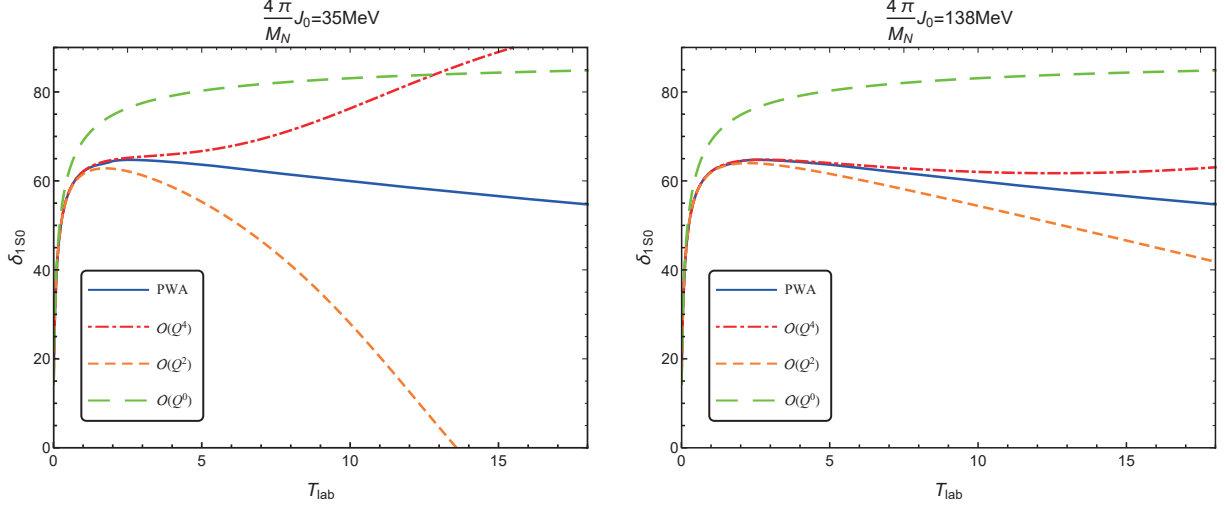 4 π
M_N J_0=35MeV
80
60
40
20
0
0
5
10
15
δ_1S0
T_lab
PWA
O(Q^4)
O(Q^2)
O(Q^0)
4 π
M_N J_0=138MeV
80
60
40
20
0
0
5
10
15
δ_1S0
T_lab
PWA
O(Q^4)
O(Q^2)
O(Q^0)